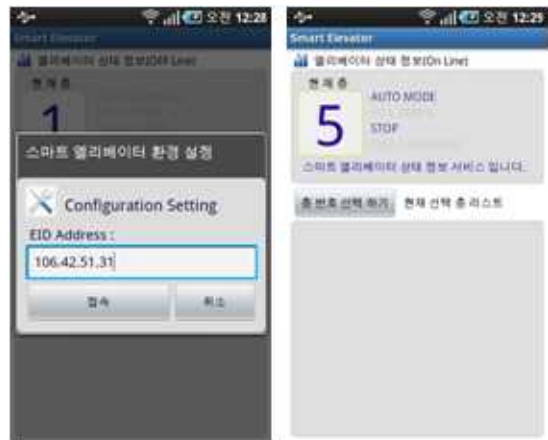 오전 12:28
Smart Elevator
엘리베이터 상태 정보(Off Line)
현재층
1
스마트 엘리베이터 환경 설정
Configuration Setting
EID Address :
106.42.51.31
접속
취소
오전 12:29
Smart Elevator
엘리베이터 상태 정보(On Line)
현재층
5
AUTO MODE
STOP
스마트 엘리베이터 상태 정보 서비스 입니다.
층 번호 선택 하기
현재 선택 층 리스트